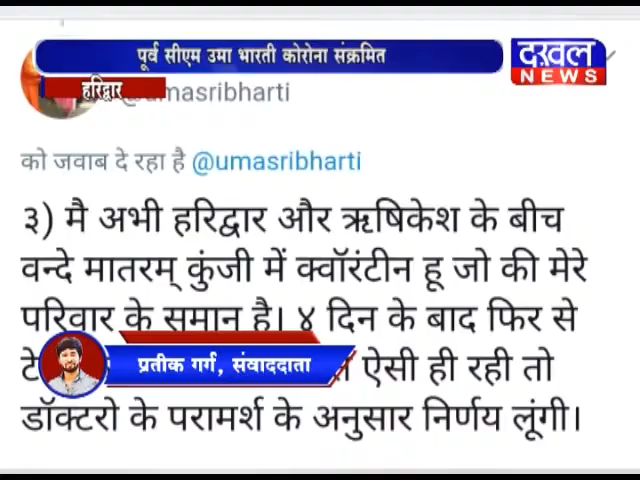 पूर्व सीएम उमा भारती कोरोना संक्रमित
दख़ल
NEWS
हरिद्वार
umasribharti
को जवाब दे रहा है @umasribharti
३) मै अभी हरिद्वार और ऋषिकेश के बीच
वन्दे मातरम् कुंजी में क्वॉरंटीन हू जो की मेरे
परिवार के समान है। ४ दिन के बाद फिर से
प्रतीक गर्ग, संवाददाता
ऐसी ही रही तो
डॉक्टरो के परामर्श के अनुसार निर्णय लूंगी।